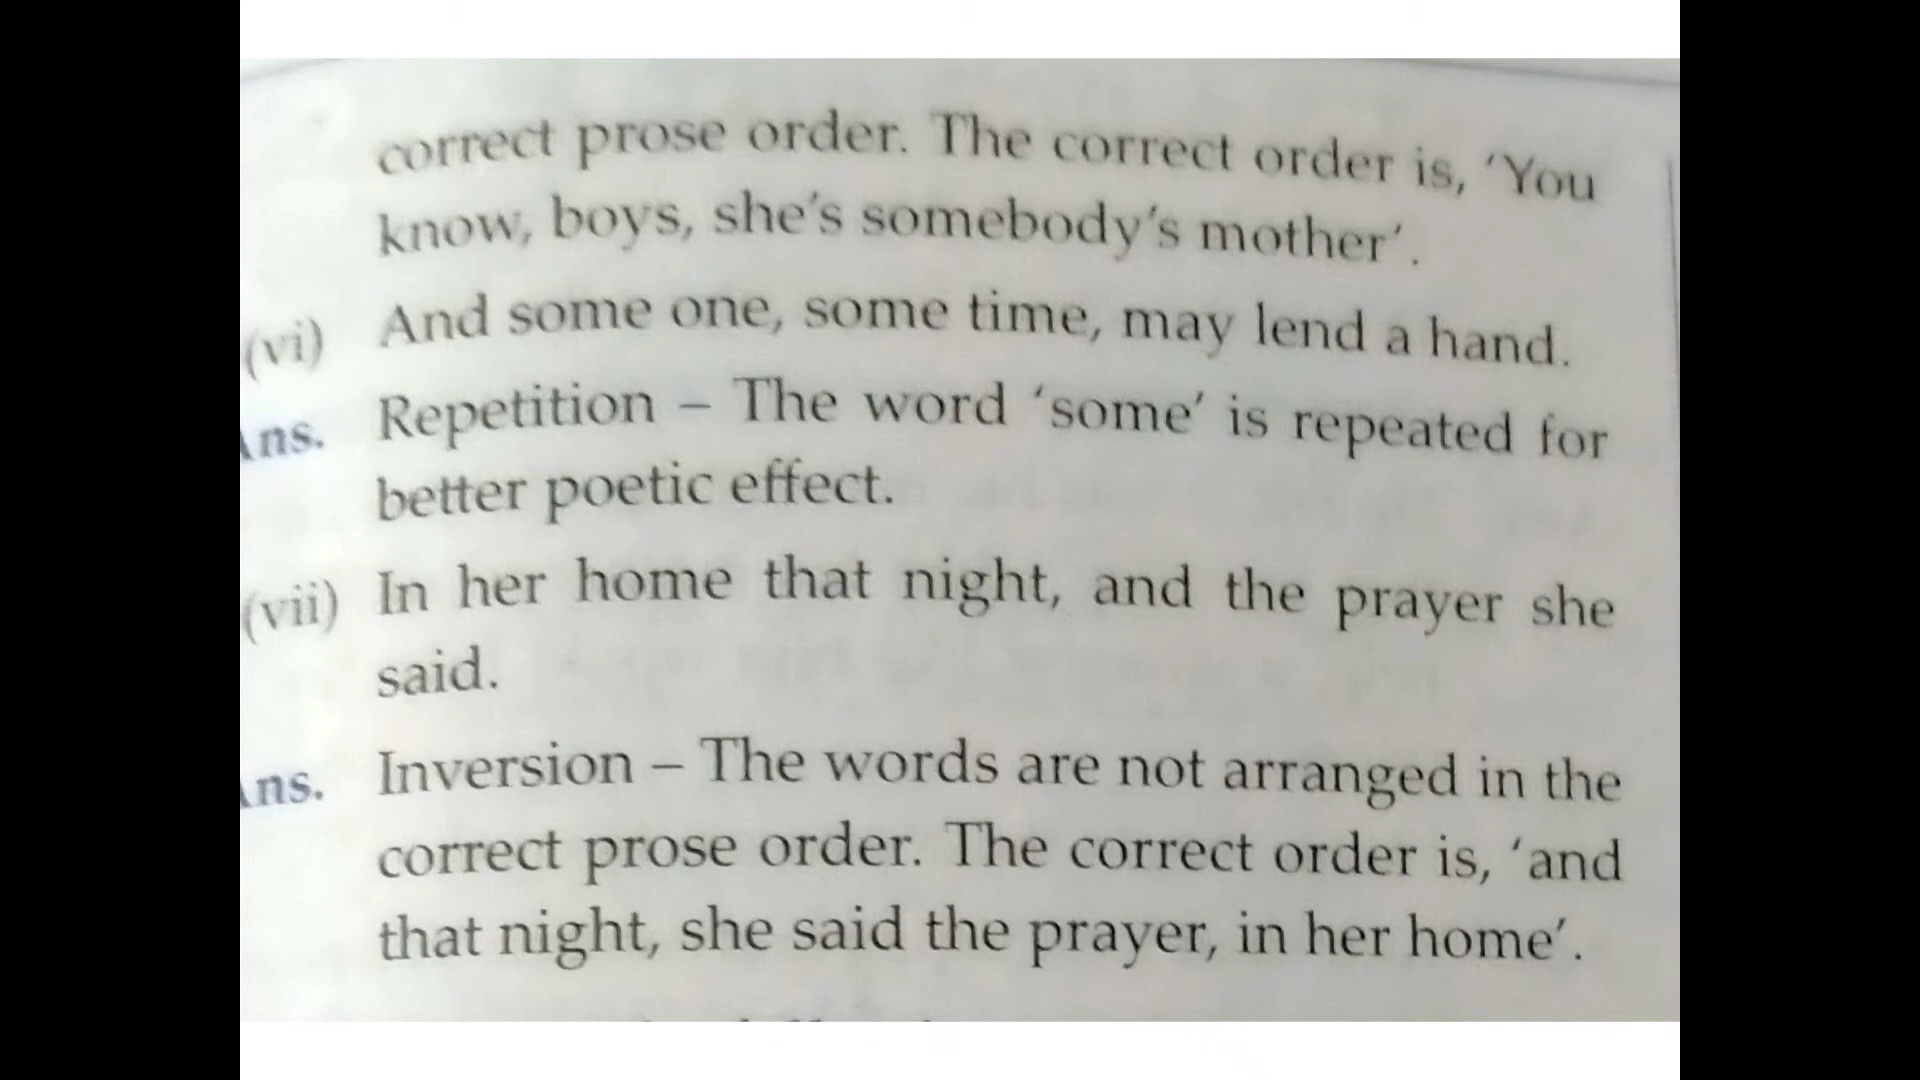 correct prose order. The correct order is, ‘You
know, boys, she’s somebody’s mother’.
(vi) And some one, some time, may lend a hand.
Ans. Repetition – The word ‘some’ is repeated for
better poetic effect.
(vii) In her home that night, and the prayer she
said.
Ans. Inversion – The words are not arranged in the
correct prose order. The correct order is, ‘and
that night, she said the prayer, in her home’.